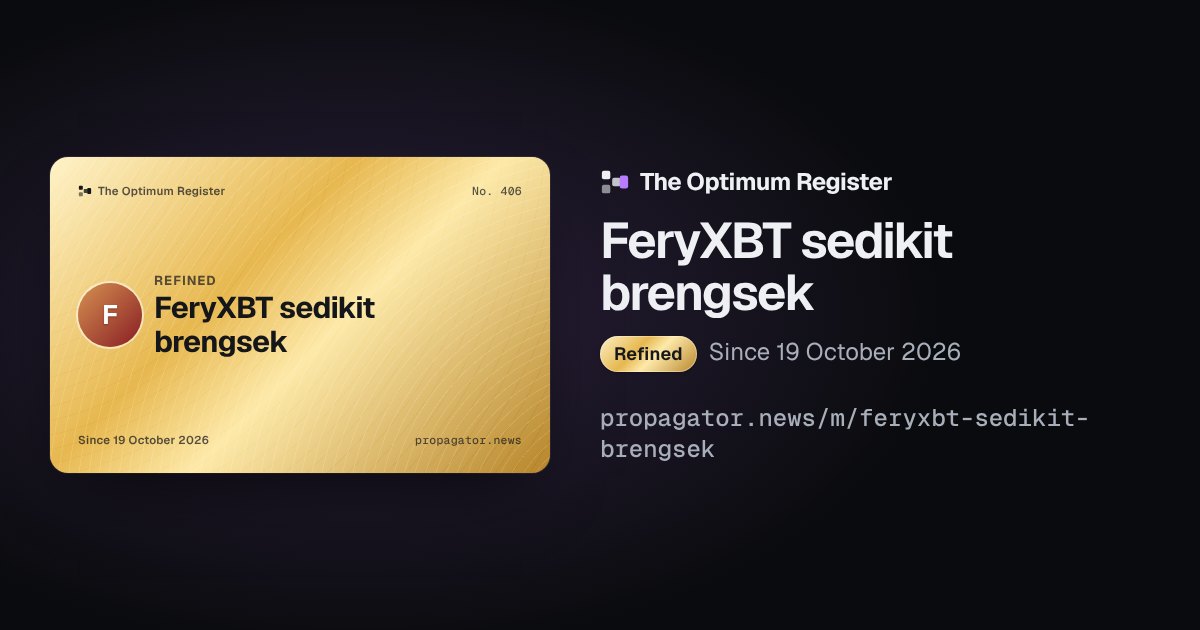 The Optimum Register
No. 406
REFINED
F
FeryXBT sedikit
brengsek
Since 19 October 2026
propagator.news
The Optimum Register
FeryXBT sedikit
brengsek
Refined
Since 19 October 2026
propagator.news/m/feryxbt-sedikit-
brengsek